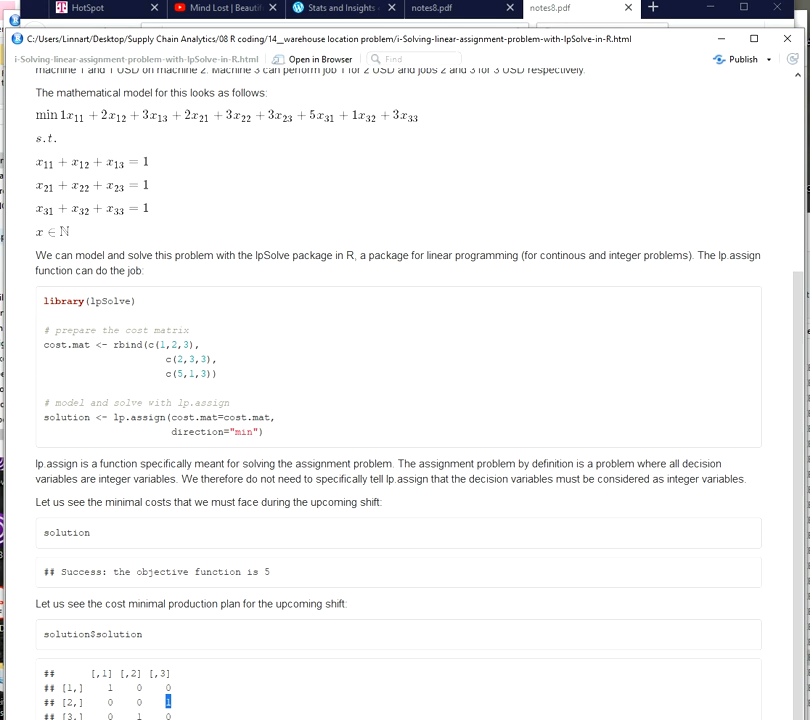 HotSpot
Mind Lost | Beautif
Stats and Insights
notes8.pdf
notes8.pdf
C:/Users/Linnart/Desktop/Supply Chain Analytics/08 R coding/14__warehouse location problem/i-Solving-linear-assignment-problem-with-lpSolve-in-R.html
i-Solving-linear-assignment-problem-with-lpSolve-in-R.html
Open in Browser
Find
Publish
machine 1 and 1 USD on machine 2. Machine 3 can perform job 1 for 2 USD and jobs 2 and 3 for 3 USD respectively.
The mathematical model for this looks as follows:
min 1x11 + 2x12 + 3x13 + 2x21 + 3x22 + 3x23 + 5x31 + 1x32 + 3x33
s.t.
x11 + x12 + x13 = 1
x21 + x22 + x23 = 1
x31 + x32 + x33 = 1
x ∈ ℕ
We can model and solve this problem with the lpSolve package in R, a package for linear programming (for continous and integer problems). The lp.assign
function can do the job:
library(lpSolve)
# prepare the cost matrix
cost.mat <- rbind(c(1,2,3),
c(2,3,3),
c(5,1,3))
# model and solve with lp.assign
solution <- lp.assign(cost.mat=cost.mat,
direction="min")
lp.assign is a function specifically meant for solving the assignment problem. The assignment problem by definition is a problem where all decision
variables are integer variables. We therefore do not need to specifically tell lp.assign that the decision variables must be considered as integer variables.
Let us see the minimal costs that we must face during the upcoming shift:
solution
## Success: the objective function is 5
Let us see the cost minimal production plan for the upcoming shift:
solution$solution
## [,1] [,2] [,3]
## [1,] 1 0 0
## [2,] 0 0 1
## [3,] 0 1 0